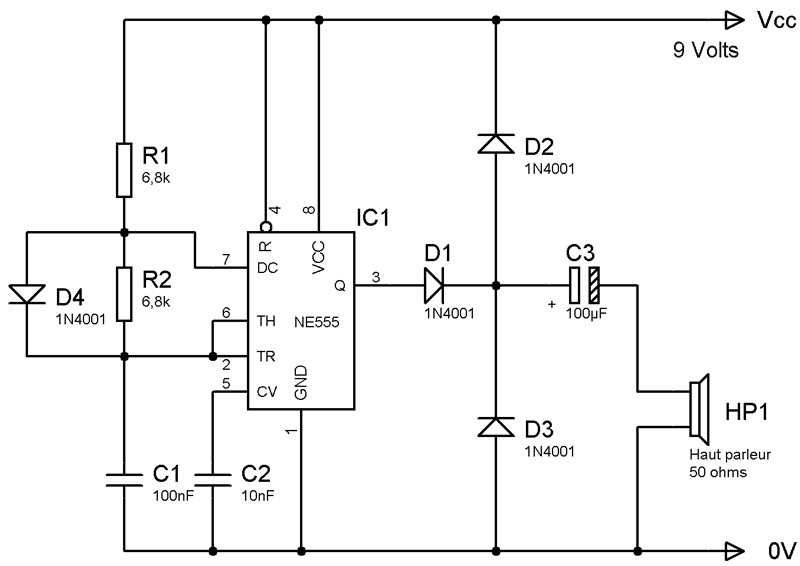 Vcc
9 Volts
R1
6,8k
D2
1N4001
4
8
IC1
R
VCC
7
DC
D1
1N4001
C3
+
100µF
Q
3
R2
6,8k
D4
1N4001
6
TH
NE555
2
TR
5
CV
GND
1
D3
1N4001
HP1
Haut parleur
50 ohms
C1
100nF
C2
10nF
0V